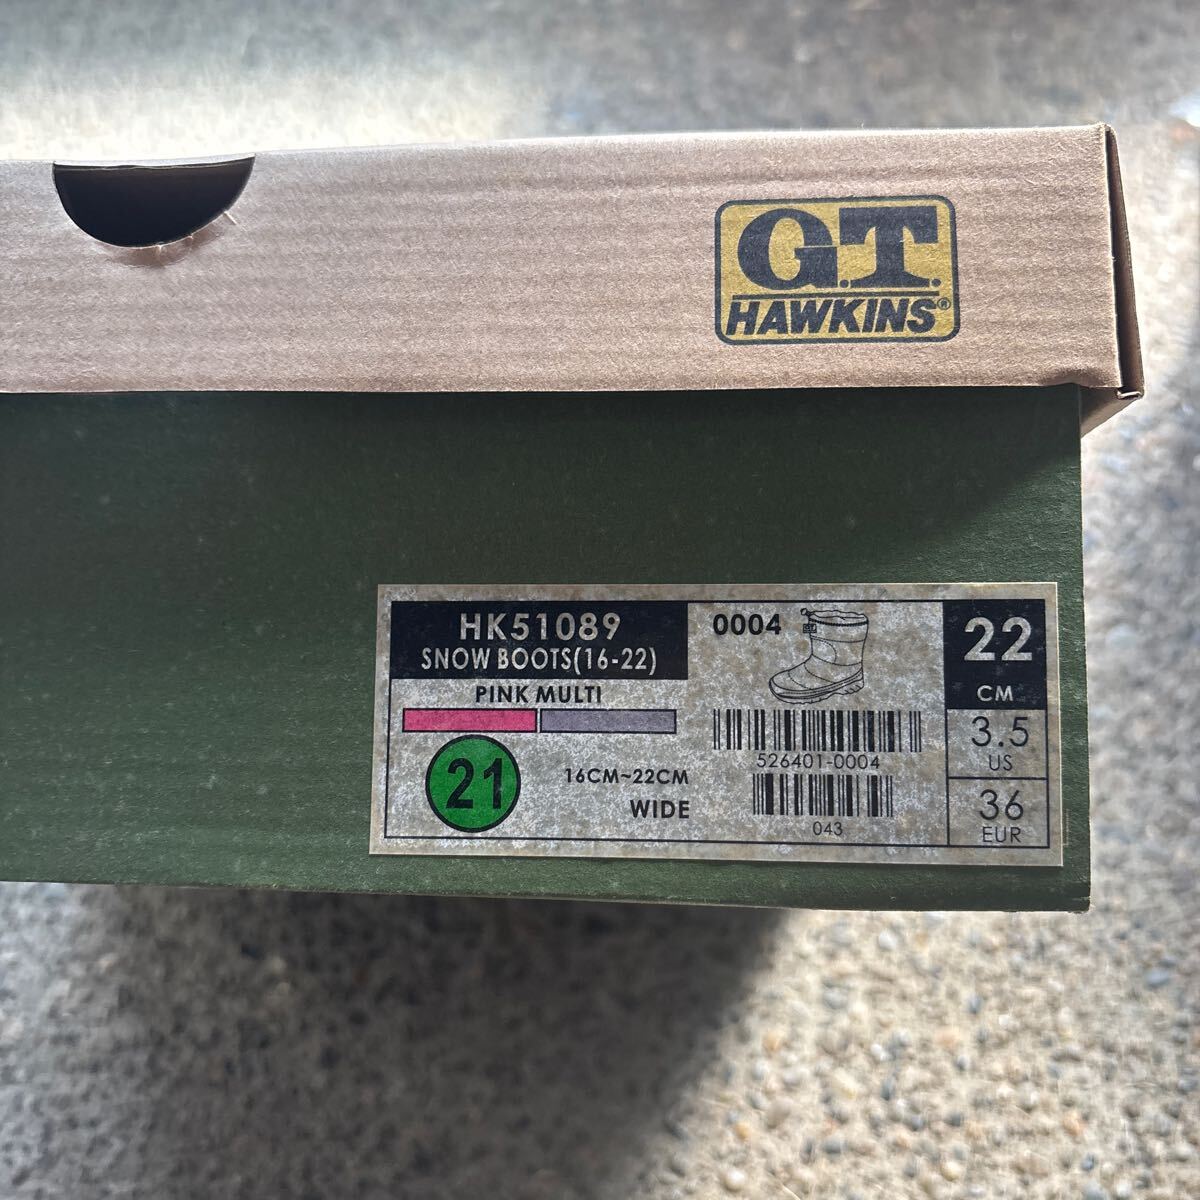 G.T.
HAWKINS®
HK51089
SNOW BOOTS(16-22)
PINK MULTI
21
16CM~22CM
WIDE
0004
526401-0004
043
22
CM
3.5
US
36
EUR